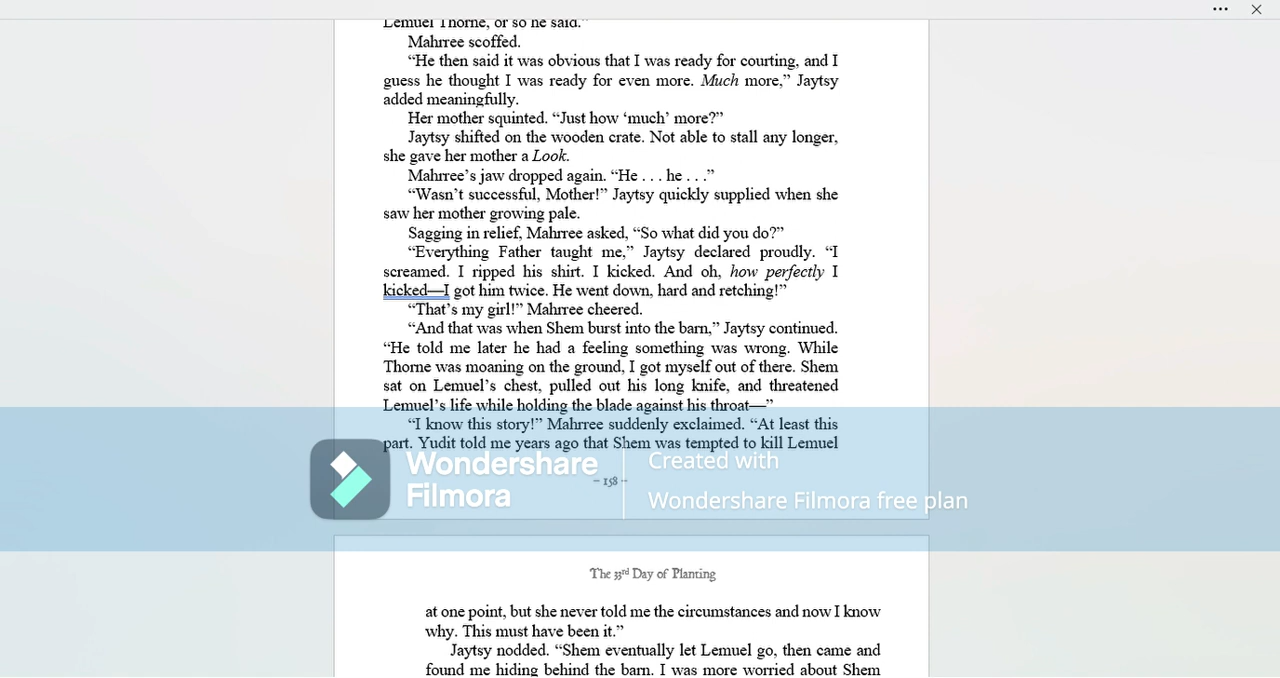 Lemuel Thorne, or so he said."
Mahrree scoffed.
“He then said it was obvious that I was ready for courting, and I
guess he thought I was ready for even more. Much more,” Jaytsy
added meaningfully.
Her mother squinted. “Just how ‘much’ more?”
Jaytsy shifted on the wooden crate. Not able to stall any longer,
she gave her mother a Look.
Mahrree’s jaw dropped again. “He . . . he . . .”
“Wasn’t successful, Mother!” Jaytsy quickly supplied when she
saw her mother growing pale.
Sagging in relief, Mahrree asked, “So what did you do?”
“Everything Father taught me,” Jaytsy declared proudly. “I
screamed. I ripped his shirt. I kicked. And oh, how perfectly I
kicked—I got him twice. He went down, hard and retching!”
“That’s my girl!” Mahrree cheered.
“And that was when Shem burst into the barn,” Jaytsy continued.
“He told me later he had a feeling something was wrong. While
Thorne was moaning on the ground, I got myself out of there. Shem
sat on Lemuel’s chest, pulled out his long knife, and threatened
Lemuel’s life while holding the blade against his throat—”
“I know this story!” Mahrree suddenly exclaimed. “At least this
part. Yudit told me years ago that Shem was tempted to kill Lemuel
Wondershare
Filmora
Created with
Wondershare Filmora free plan
– 158 –
The 33rd Day of Planting
at one point, but she never told me the circumstances and now I know
why. This must have been it.”
Jaytsy nodded. “Shem eventually let Lemuel go, then came and
found me hiding behind the barn. I was more worried about Shem